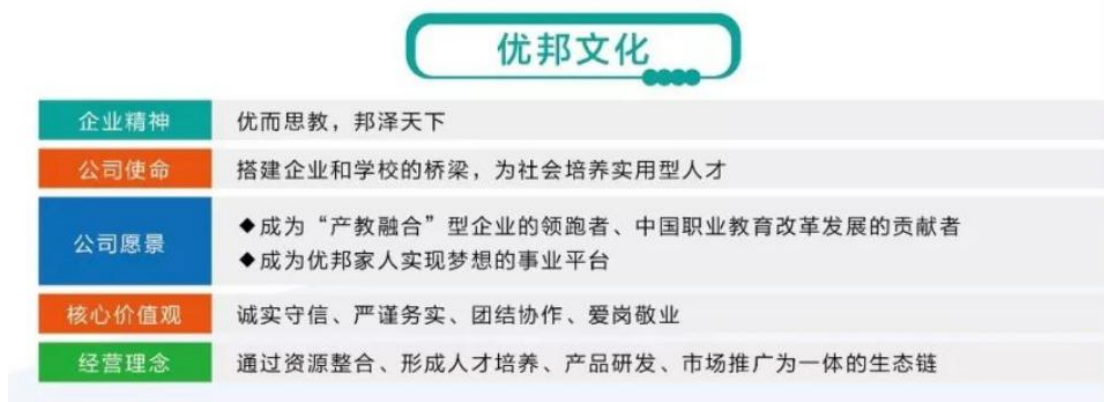 优邦文化
企业精神 优而思教，邦泽天下
公司使命 搭建企业和学校的桥梁，为社会培养实用型人才
公司愿景
◆成为“产教融合”型企业的领跑者、中国职业教育改革发展的贡献者
◆成为优邦家人实现梦想的事业平台
核心价值观 诚实守信、严谨务实、团结协作、爱岗敬业
经营理念 通过资源整合、形成人才培养、产品研发、市场推广为一体的生态链